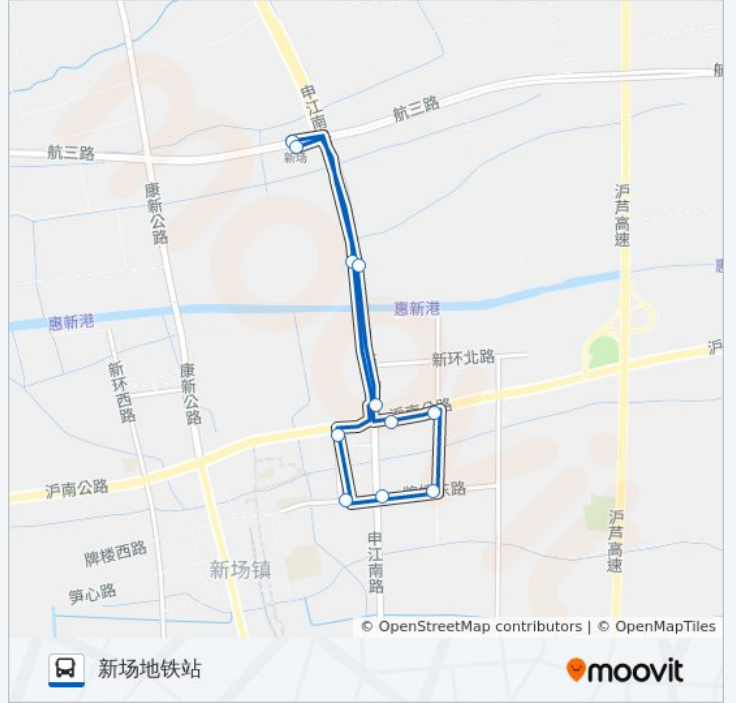 申江南
航三路
航三路
新场
康新公路
沪芦高速
惠新港
惠新港
新环北路
新环西路
康新公路
沪南公路
沪南公路
东路
申江南路
沪芦高速
牌楼西路
新场镇
笋心路
© OpenStreetMap contributors | © OpenMapTiles
新场地铁站
moovit